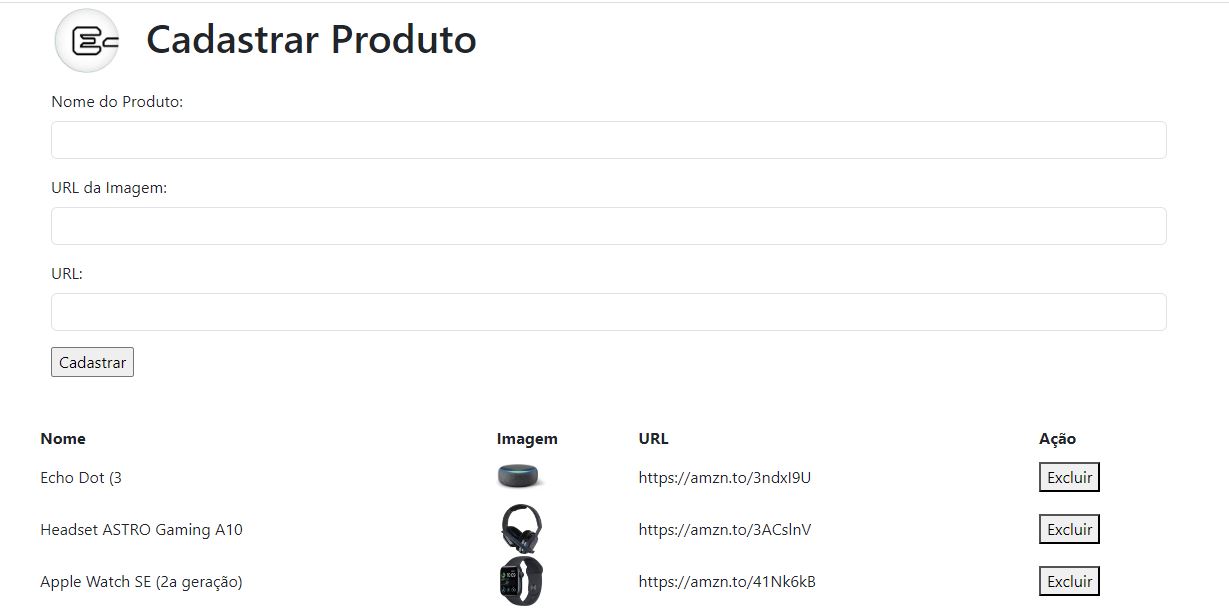 Cadastrar Produto
Nome do Produto:
URL da Imagem:
URL:
Cadastrar
Nome Imagem URL Ação
Echo Dot (3 https://amzn.to/3ndxI9U Excluir
Headset ASTRO Gaming A10 https://amzn.to/3ACslnV Excluir
Apple Watch SE (2a geração) https://amzn.to/41Nk6kB Excluir